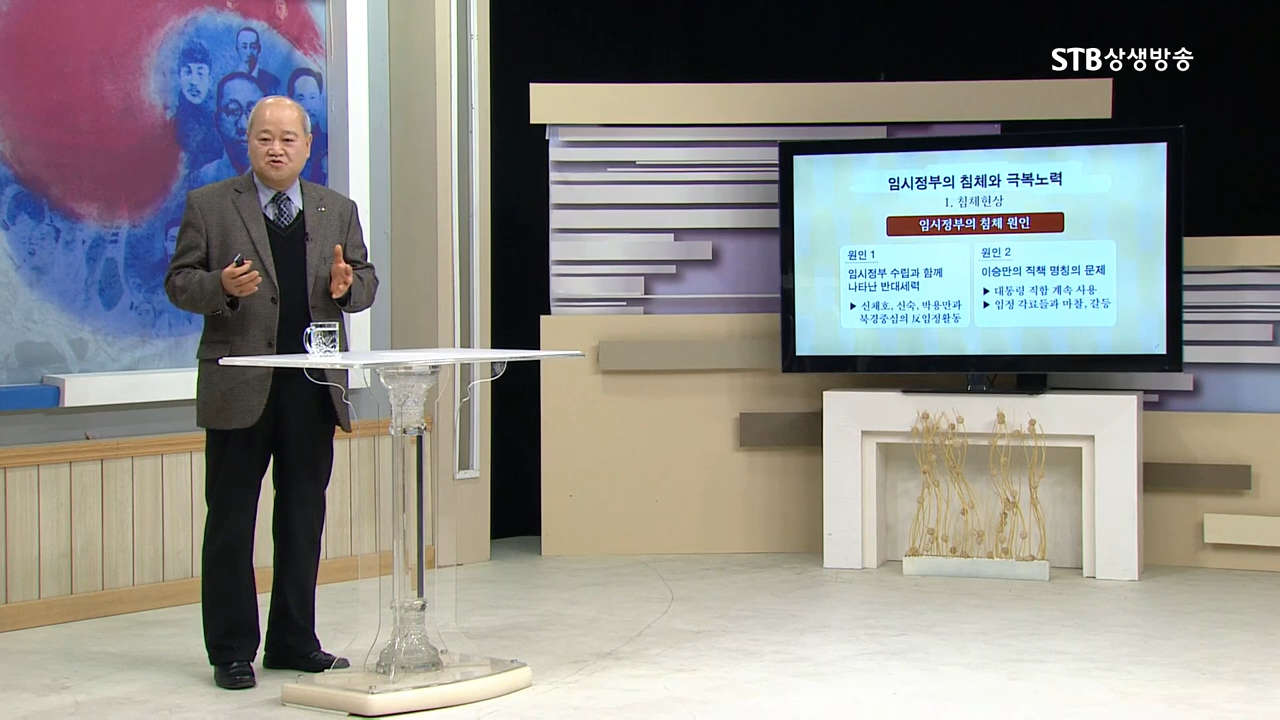 STB상생방송
임시정부의 침체와 극복노력
1. 침체현상
임시정부의 침체 원인
원인 1
임시정부 수립과 함께
나타난 반대세력
▶ 신채호, 신숙, 박용만과
북경중심의 反임정활동
원인 2
이승만의 직책 명칭의 문제
▶ 대통령 직함 계속 사용
▶ 임정 각료들과 마찰, 갈등